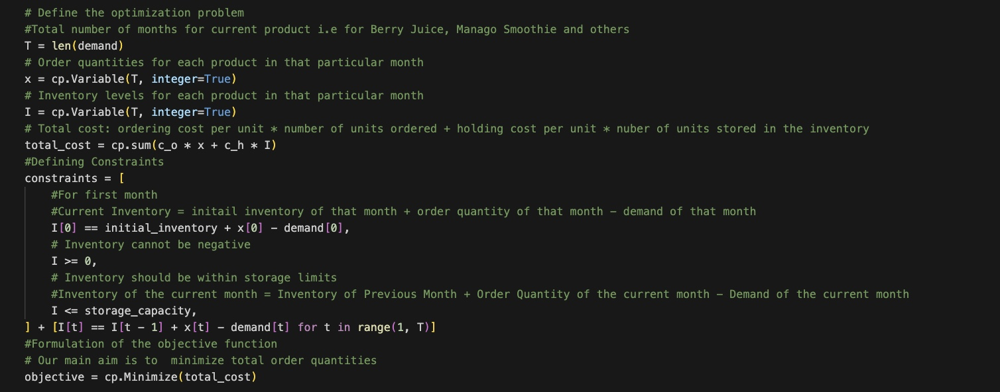 # Define the optimization problem
#Total number of months for current product i.e for Berry Juice, Manago Smoothie and others
T = len(demand)
# Order quantities for each product in that particular month
x = cp.Variable(T, integer=True)
# Inventory levels for each product in that particular month
I = cp.Variable(T, integer=True)
# Total cost: ordering cost per unit * number of units ordered + holding cost per unit * nuber of units stored in the inventory
total_cost = cp.sum(c_o * x + c_h * I)
#Defining Constraints
constraints = [
    #For first month
    #Current Inventory = initail inventory of that month + order quantity of that month – demand of that month
    I[0] == initial_inventory + x[0] - demand[0],
    # Inventory cannot be negative
    I >= 0,
    # Inventory should be within storage limits
    #Inventory of the current month = Inventory of Previous Month + Order Quantity of the current month – Demand of the current month
    I <= storage_capacity,
] + [I[t] == I[t - 1] + x[t] - demand[t] for t in range(1, T)]
#Formulation of the objective function
# Our main aim is to  minimize total order quantities
objective = cp.Minimize(total_cost)